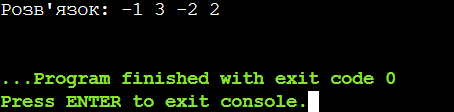 Розв'язок: -1 3 -2 2
...Program finished with exit code 0
Press ENTER to exit console.